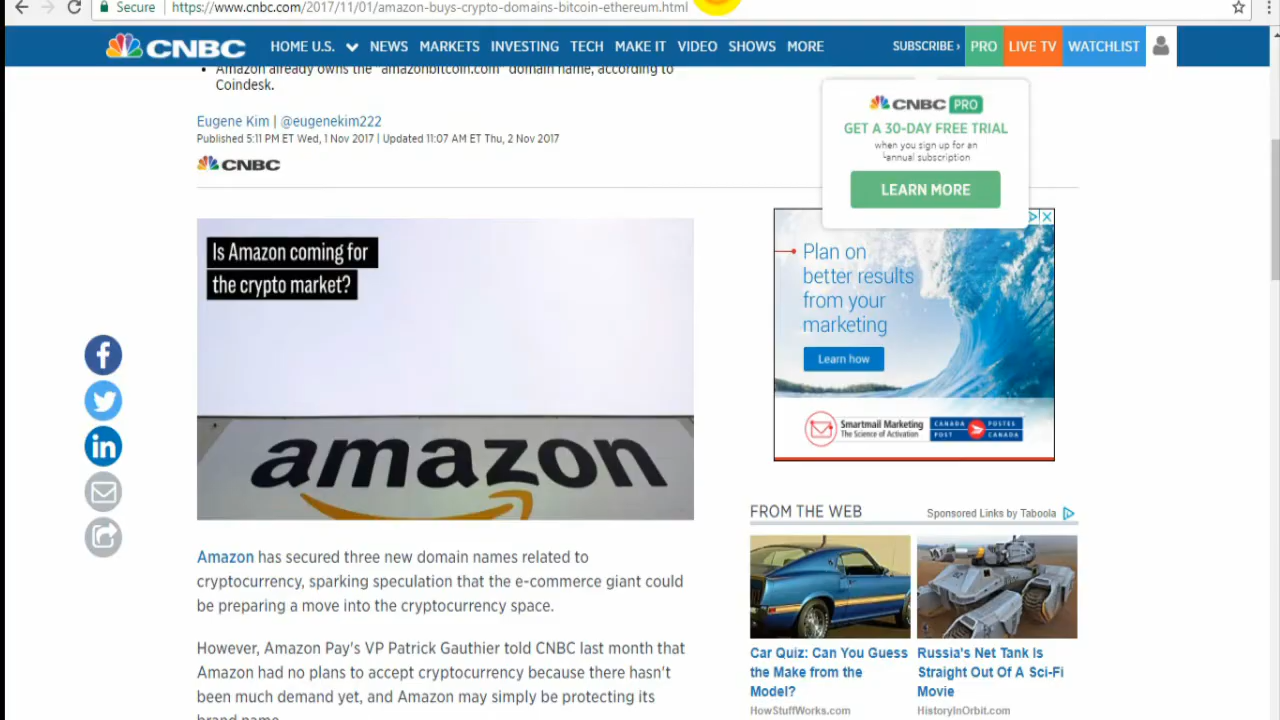 Secure
https://www.cnbc.com/2017/11/01/amazon-buys-crypto-domains-bitcoin-ethereum.html
CNBC HOME U.S. NEWS MARKETS INVESTING TECH MAKE IT VIDEO SHOWS MORE SUBSCRIBE › PRO LIVE TV WATCHLIST
• Amazon already owns the "amazonbitcoin.com" domain name, according to
Coindesk.
Eugene Kim | @eugenekim222
Published 5:11 PM ET Wed, 1 Nov 2017 | Updated 11:07 AM ET Thu, 2 Nov 2017
CNBC
CNBC PRO
GET A 30-DAY FREE TRIAL
when you sign up for an
annual subscription
LEARN MORE
Is Amazon coming for
the crypto market?
amazon
Plan on
better results
from your
marketing
Learn how
Smartmail Marketing
The Science of Activation
CANADA POST
POSTES CANADA
Amazon has secured three new domain names related to
cryptocurrency, sparking speculation that the e-commerce giant could
be preparing a move into the cryptocurrency space.
However, Amazon Pay's VP Patrick Gauthier told CNBC last month that
Amazon had no plans to accept cryptocurrency because there hasn't
been much demand yet, and Amazon may simply be protecting its
brand name.
FROM THE WEB
Sponsored Links by Taboola
Car Quiz: Can You Guess
the Make from the
Model?
HowStuffWorks.com
Russia's Net Tank Is
Straight Out Of A Sci-Fi
Movie
HistoryInOrbit.com